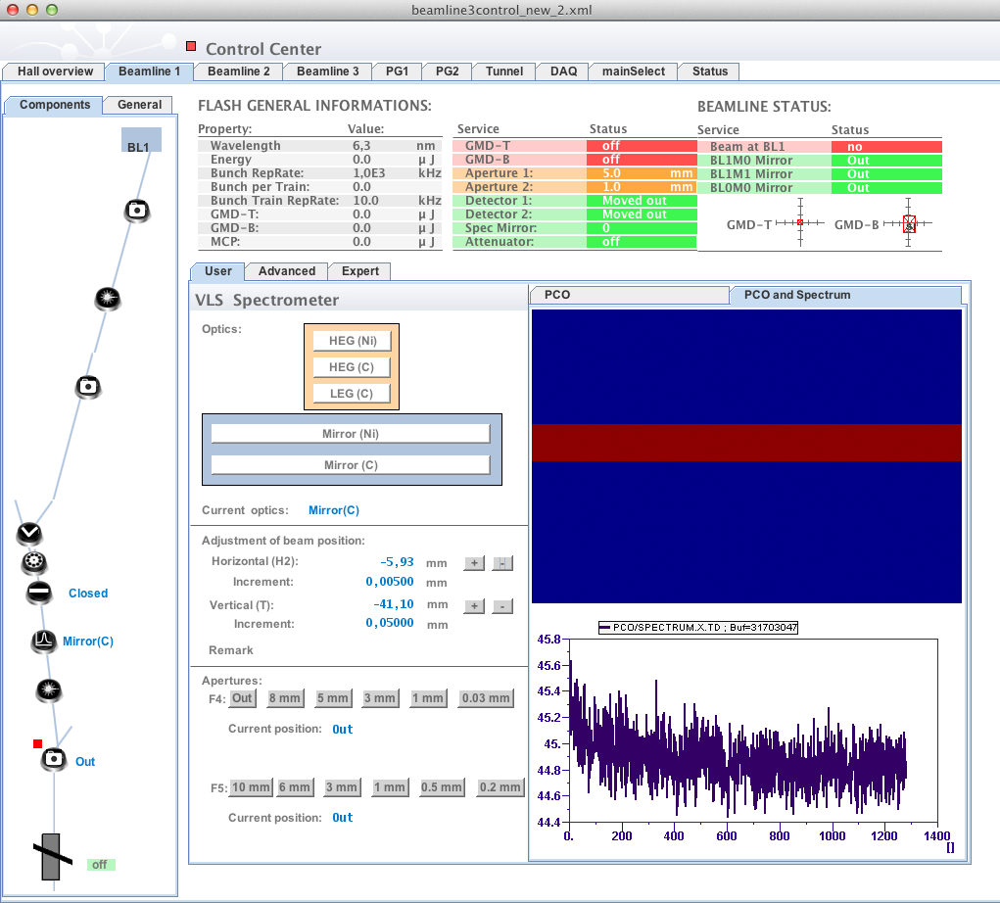 beamline3control_new_2.xml
Control Center
Hall overview Beamline 1 Beamline 2 Beamline 3 PG1 PG2 Tunnel DAQ mainSelect Status
Components General
BL1
Closed
Mirror(C)
Out
off
FLASH GENERAL INFORMATIONS:
Property: Value:
Wavelength 6,3 nm
Energy 0.0 μ J
Bunch RepRate: 1,0E3 kHz
Bunch per Train: 0.0
Bunch Train RepRate: 10.0 kHz
GMD-T: 0.0 μ J
GMD-B: 0.0 μ J
MCP: 0.0 μ J
Service Status
GMD-T off
GMD-B off
Aperture 1: 5.0 mm
Aperture 2: 1.0 mm
Detector 1: Moved out
Detector 2: Moved out
Spec Mirror: 0
Attenuator: off
BEAMLINE STATUS:
Service Status
Beam at BL1 no
BL1M0 Mirror Out
BL1M1 Mirror Out
BL0M0 Mirror Out
GMD-T GMD-B
User Advanced Expert
VLS Spectrometer
Optics:
HEG (Ni)
HEG (C)
LEG (C)
Mirror (Ni)
Mirror (C)
Current optics: Mirror(C)
Adjustment of beam position:
Horizontal (H2): -5,93 mm + -
Increment: 0,00500 mm
Vertical (T): -41,10 mm + -
Increment: 0,05000 mm
Remark
Apertures:
F4: Out 8 mm 5 mm 3 mm 1 mm 0.03 mm
Current position: Out
F5: 10 mm 6 mm 3 mm 1 mm 0.5 mm 0.2 mm
Current position: Out
PCO PCO and Spectrum
PCO/SPECTRUM.X.TD ; Buf=31703047
45.8
45.6
45.4
45.2
45.
44.8
44.6
44.4
0. 200 400 600 800 1000 1200 1400
[]